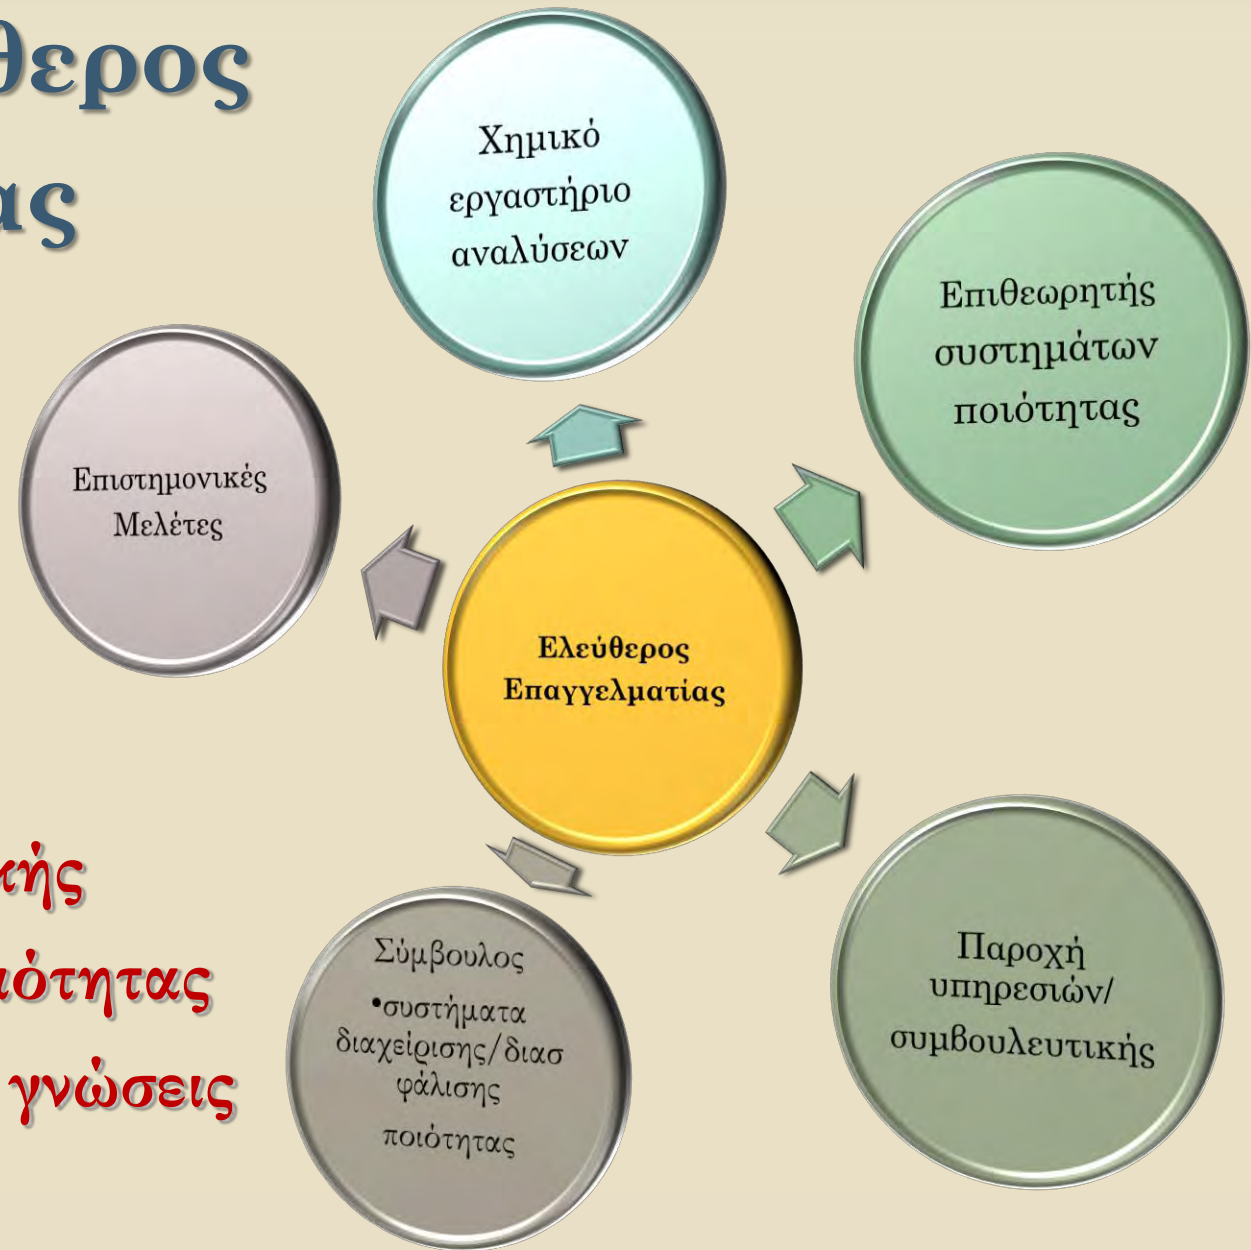 θερος
ας
Χημικό
εργαστήριο
αναλύσεων
Επιθεωρητής
συστημάτων
ποιότητας
Επιστημονικές
Μελέτες
Ελεύθερος
Επαγγελματίας
κής
ιότητας
γνώσεις
Σύμβουλος
•συστήματα
διαχείρισης/διασ
φάλισης
ποιότητας
Παροχή
υπηρεσιών/
συμβουλευτικής